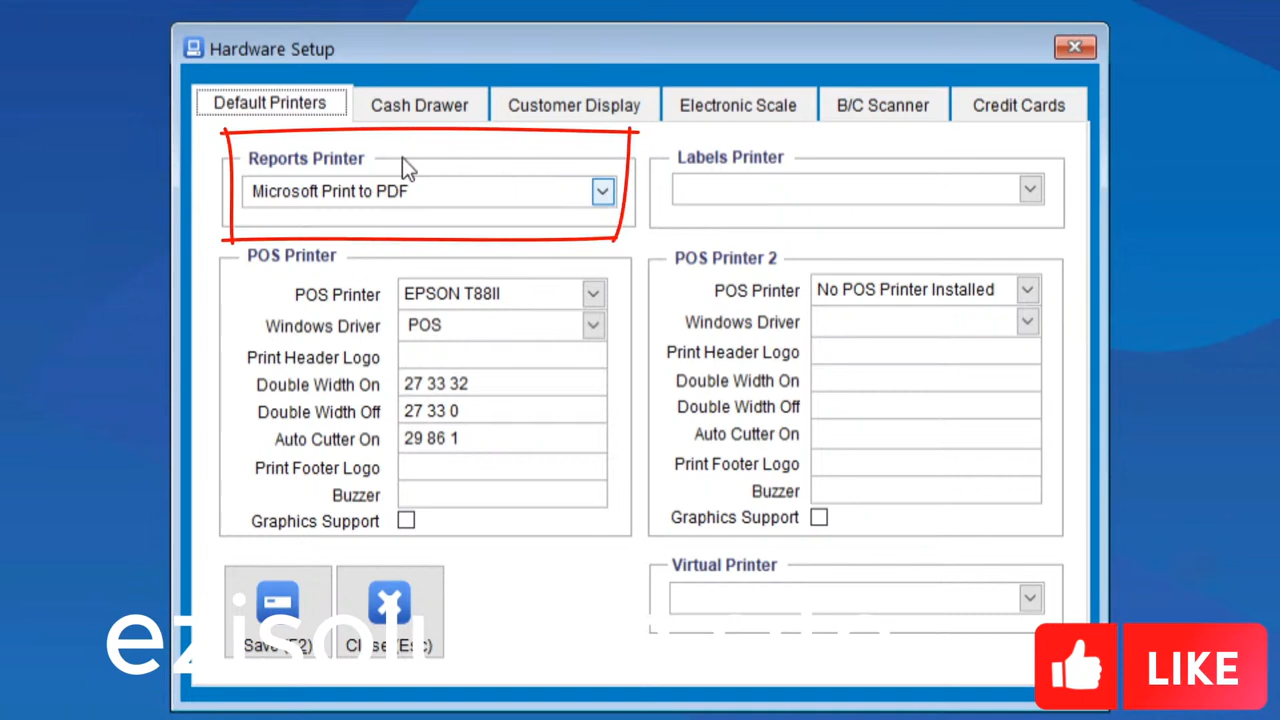 Hardware Setup
Default Printers
Cash Drawer
Customer Display
Electronic Scale
B/C Scanner
Credit Cards
Reports Printer
Microsoft Print to PDF
Labels Printer
POS Printer
POS Printer EPSON T88II
Windows Driver POS
Print Header Logo
Double Width On 27 33 32
Double Width Off 27 33 0
Auto Cutter On 29 86 1
Print Footer Logo
Buzzer
Graphics Support
POS Printer 2
POS Printer No POS Printer Installed
Windows Driver
Print Header Logo
Double Width On
Double Width Off
Auto Cutter On
Print Footer Logo
Buzzer
Graphics Support
Virtual Printer
Save (F2)
Close (Esc)
LIKE